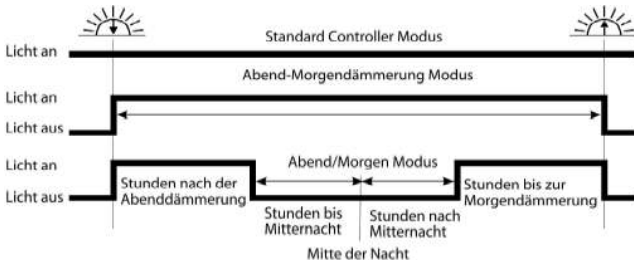 Standard Controller Modus
Licht an
Abend-Morgendämmerung Modus
Licht an
Licht aus
Licht an
Abend/Morgen Modus
Stunden nach der
Abenddämmerung
Stunden bis zur
Morgendämmerung
Licht aus
Stunden bis
Mitternacht
Stunden nach
Mitternacht
Mitte der Nacht